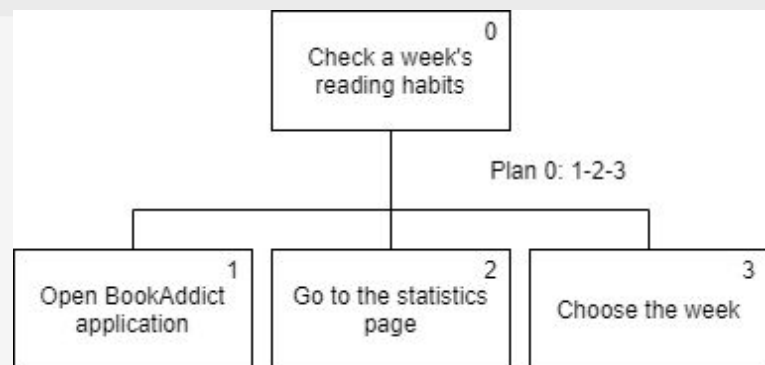 0
Check a week's
reading habits
Plan 0: 1-2-3
1
Open BookAddict
application
2
Go to the statistics
page
3
Choose the week